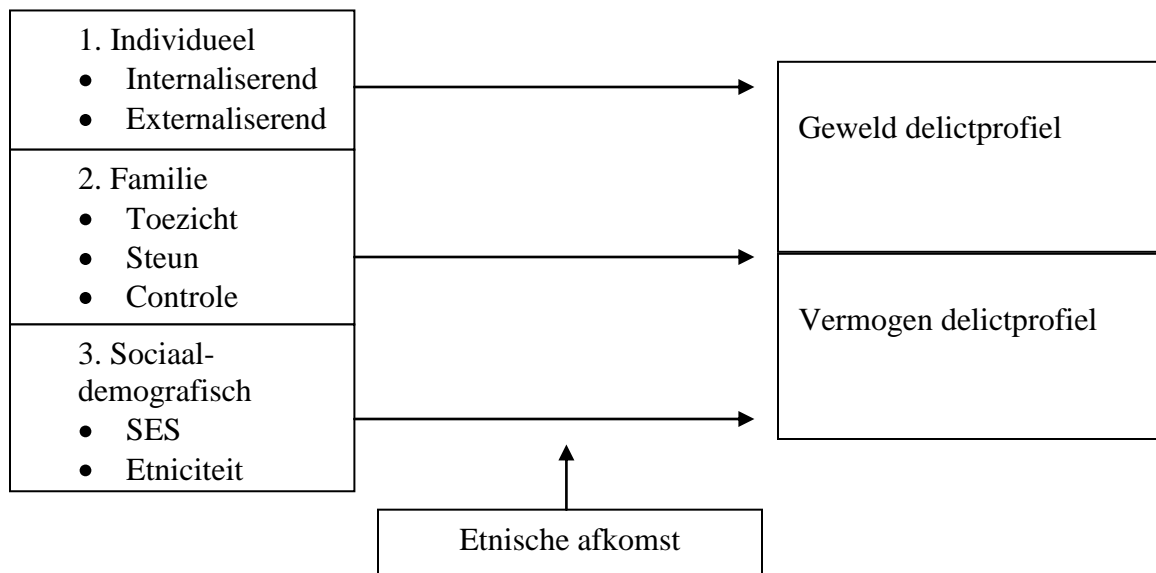 1. Individueel
• Internaliserend
• Externaliserend
2. Familie
• Toezicht
• Steun
• Controle
3. Sociaal-
demografisch
• SES
• Etniciteit
Geweld delictprofiel
Vermogen delictprofiel
Etnische afkomst